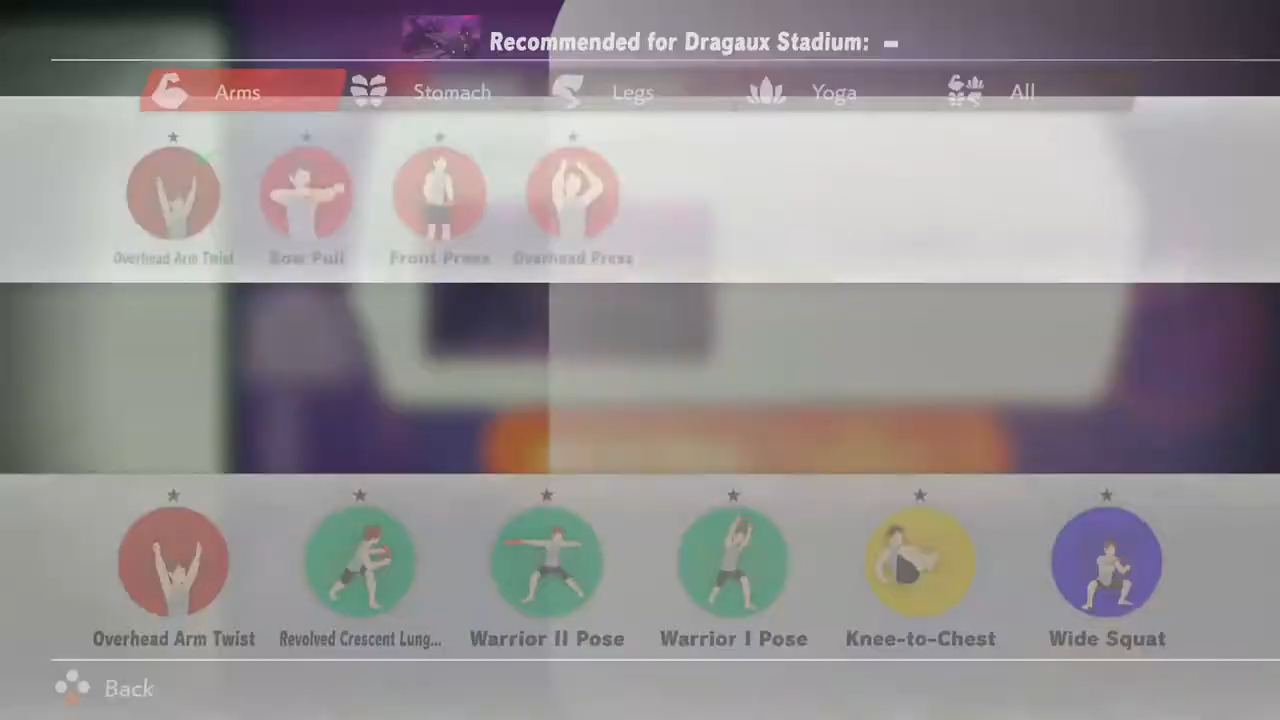 Recommended for Dragaux Stadium: –
Arms Stomach Legs Yoga All
Overhead Arm Twist Bow Pull Front Press Overhead Press
Overhead Arm Twist Revolved Crescent Lung... Warrior II Pose Warrior I Pose Knee-to-Chest Wide Squat
Back